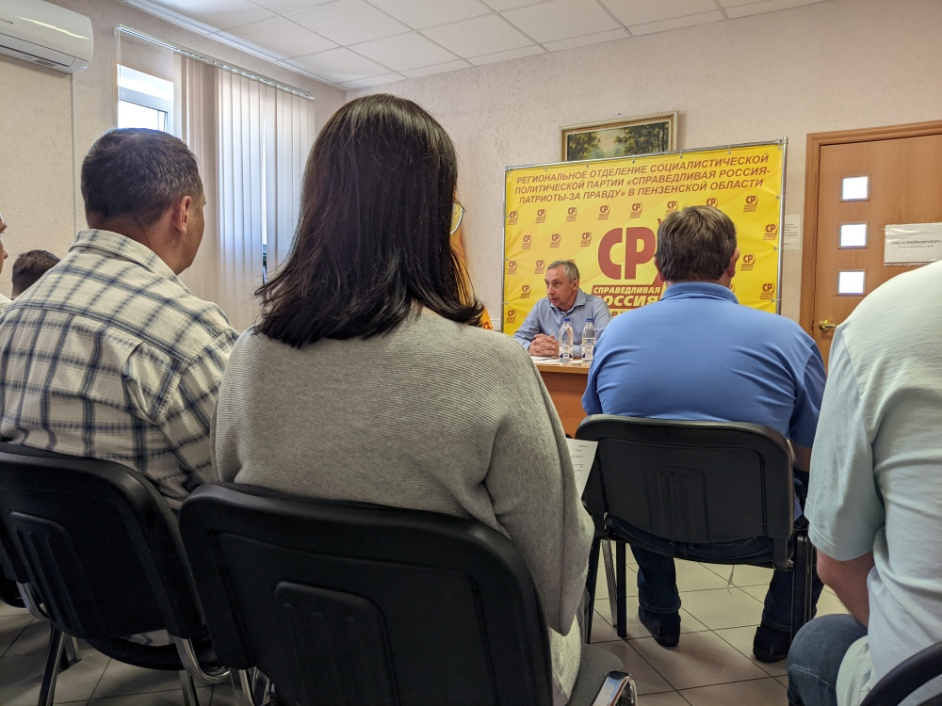 РЕГИОНАЛЬНОЕ ОТДЕЛЕНИЕ СОЦИАЛИСТИЧЕСКОЙ
ПОЛИТИЧЕСКОЙ ПАРТИИ «СПРАВЕДЛИВАЯ РОССИЯ-
ПАТРИОТЫ-ЗА ПРАВДУ» В ПЕНЗЕНСКОЙ ОБЛАСТИ
СР
СПРАВЕДЛИВАЯ
РОССИЯ